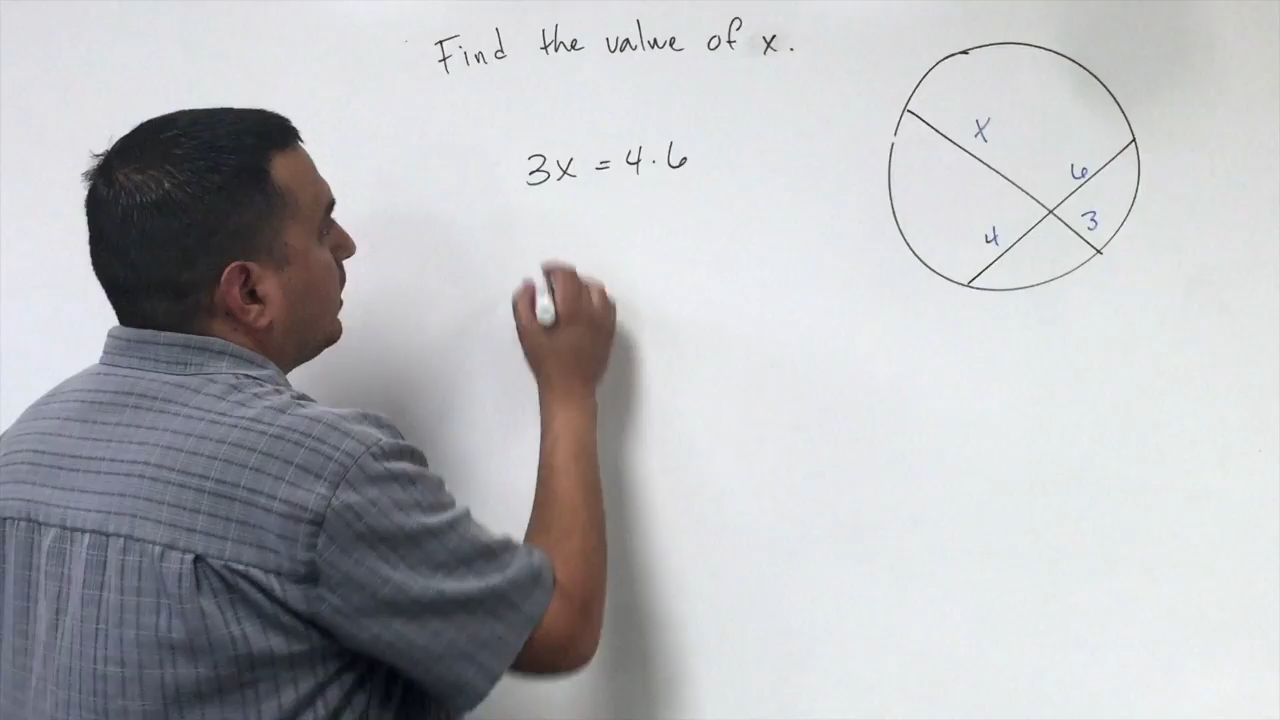 Find the value of x.
x
3x = 4·6
6
3
4